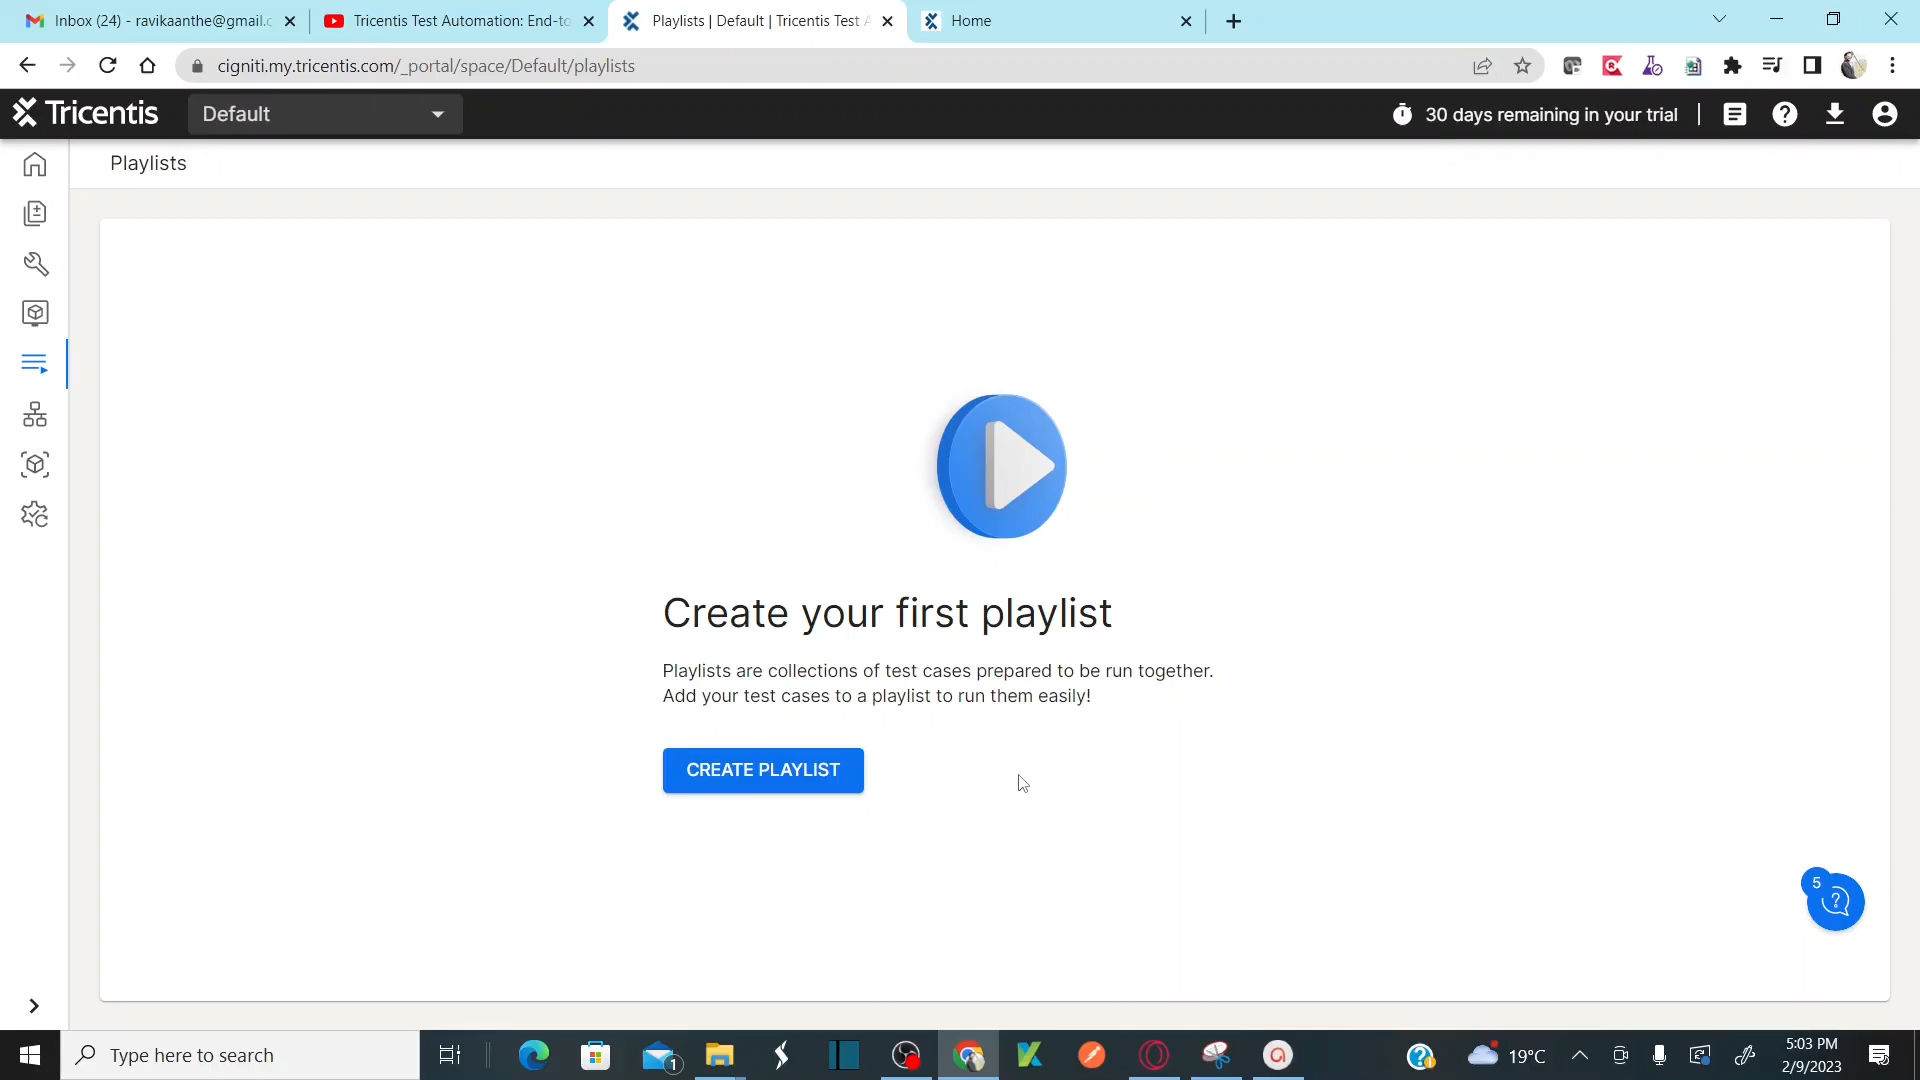 Inbox (24) - ravikaanthe@gmail.c
Tricentis Test Automation: End-to
Playlists | Default | Tricentis Test A
Home
cigniti.my.tricentis.com/_portal/space/Default/playlists
Tricentis
Default
30 days remaining in your trial
Playlists
Create your first playlist
Playlists are collections of test cases prepared to be run together.
Add your test cases to a playlist to run them easily!
CREATE PLAYLIST
5
Type here to search
1
19°C
5:03 PM
2/9/2023